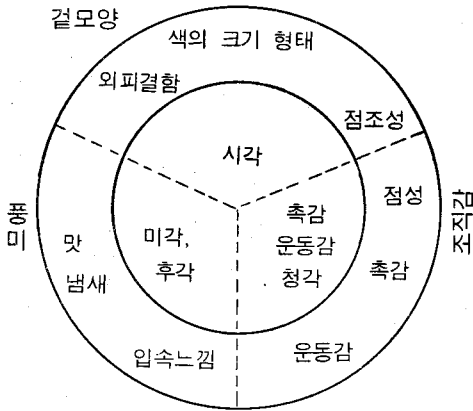 겉모양
색의 크기 형태
외피결함
점조성
시각
미풍
맛
냄새
미각,
후각
촉감
운동감
청각
점성
촉감
조직감
입속느낌
운동감